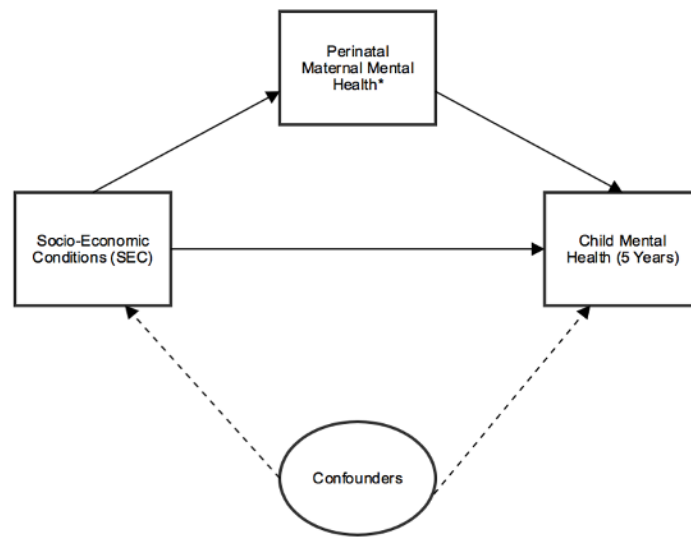 Perinatal
Maternal Mental
Health*
Socio-Economic
Conditions (SEC)
Child Mental
Health (5 Years)
Confounders